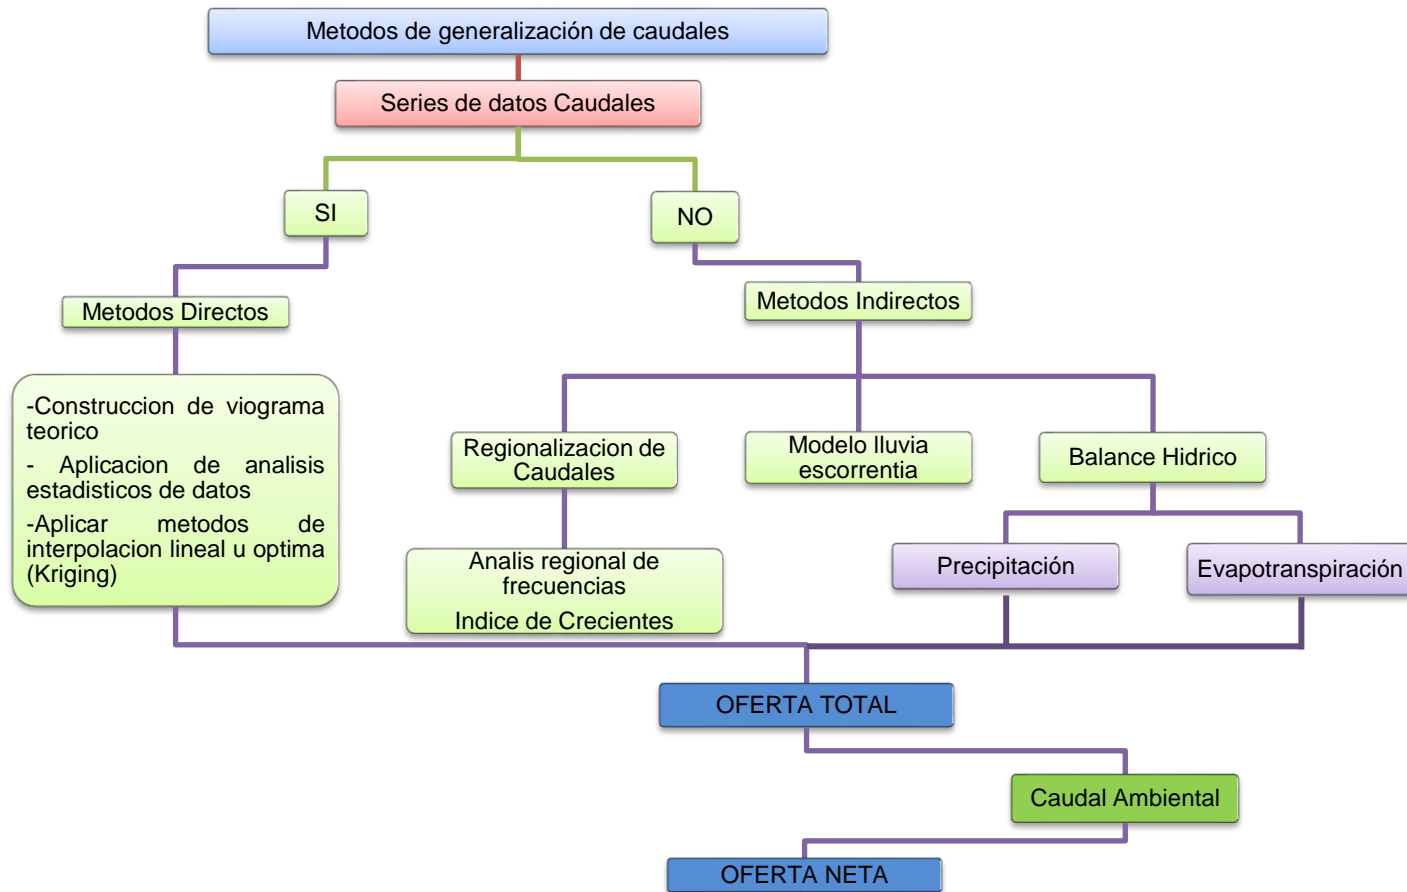 Metodos de generalización de caudales
Series de datos Caudales
SI
NO
Metodos Directos
Metodos Indirectos
-Construccion de viograma
teorico
- Aplicacion de analisis
estadisticos de datos
-Aplicar metodos de
interpolacion lineal u optima
(Kriging)
Regionalizacion de
Caudales
Modelo lluvia
escorrentia
Balance Hidrico
Analis regional de
frecuencias
Indice de Crecientes
Precipitación
Evapotranspiración
OFERTA TOTAL
Caudal Ambiental
OFERTA NETA